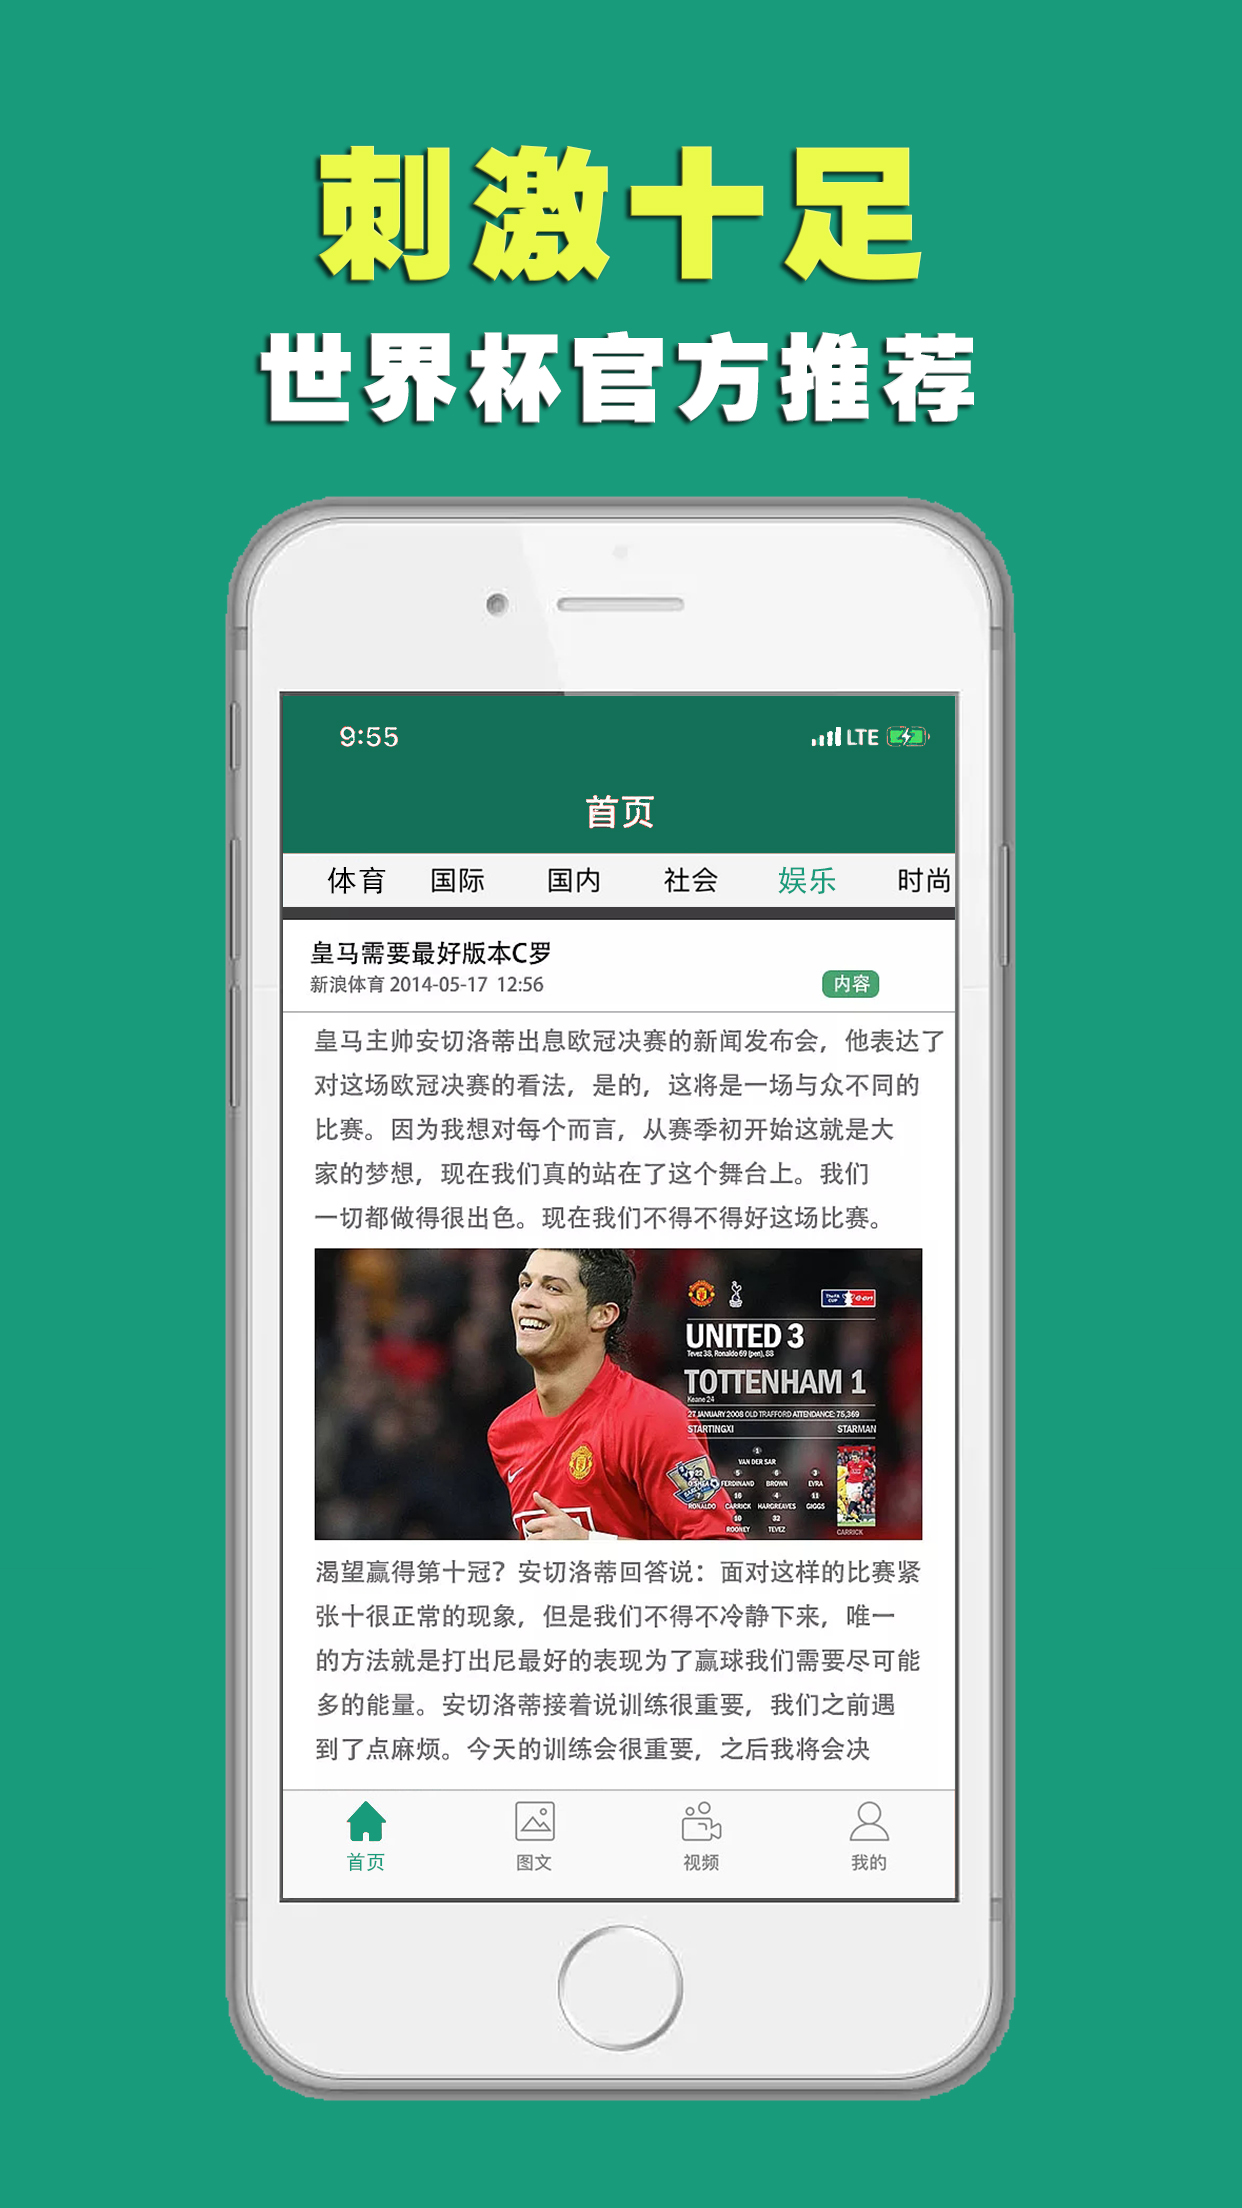 刺激十足
世界杯官方推荐
9:55
LTE
首页
体育 国际 国内 社会 娱乐 时尚
皇马需要最好版本C罗
新浪体育 2014-05-17 12:56
内容
皇马主帅安切洛蒂出息欧冠决赛的新闻发布会，他表达了
对这场欧冠决赛的看法，是的，这将是一场与众不同的
比赛。因为我想对每个而言，从赛季初开始这就是大
家的梦想，现在我们真的站在了这个舞台上。我们
一切都做得很出色。现在我们不得不得好这场比赛。
The FA CUP e·on
UNITED 3
Tevez 38, Ronaldo 69 (pen), 88
TOTTENHAM 1
Keane 24
27 JANUARY 2008 OLD TRAFFORD ATTENDANCE: 75,369
STARTINGXI STARMAN
1
VAN DER SAR
22 5 6 3
O'SHEA FERDINAND BROWN EVRA
7 16 4 11
RONALDO CARRICK HARGREAVES GIGGS
10 32
ROONEY TEVEZ
CARRICK
渴望赢得第十冠？安切洛蒂回答说：面对这样的比赛紧
张十很正常的现象，但是我们不得不冷静下来，唯一
的方法就是打出尼最好的表现为了赢球我们需要尽可能
多的能量。安切洛蒂接着说训练很重要，我们之前遇
到了点麻烦。今天的训练会很重要，之后我将会决
首页 图文 视频 我的